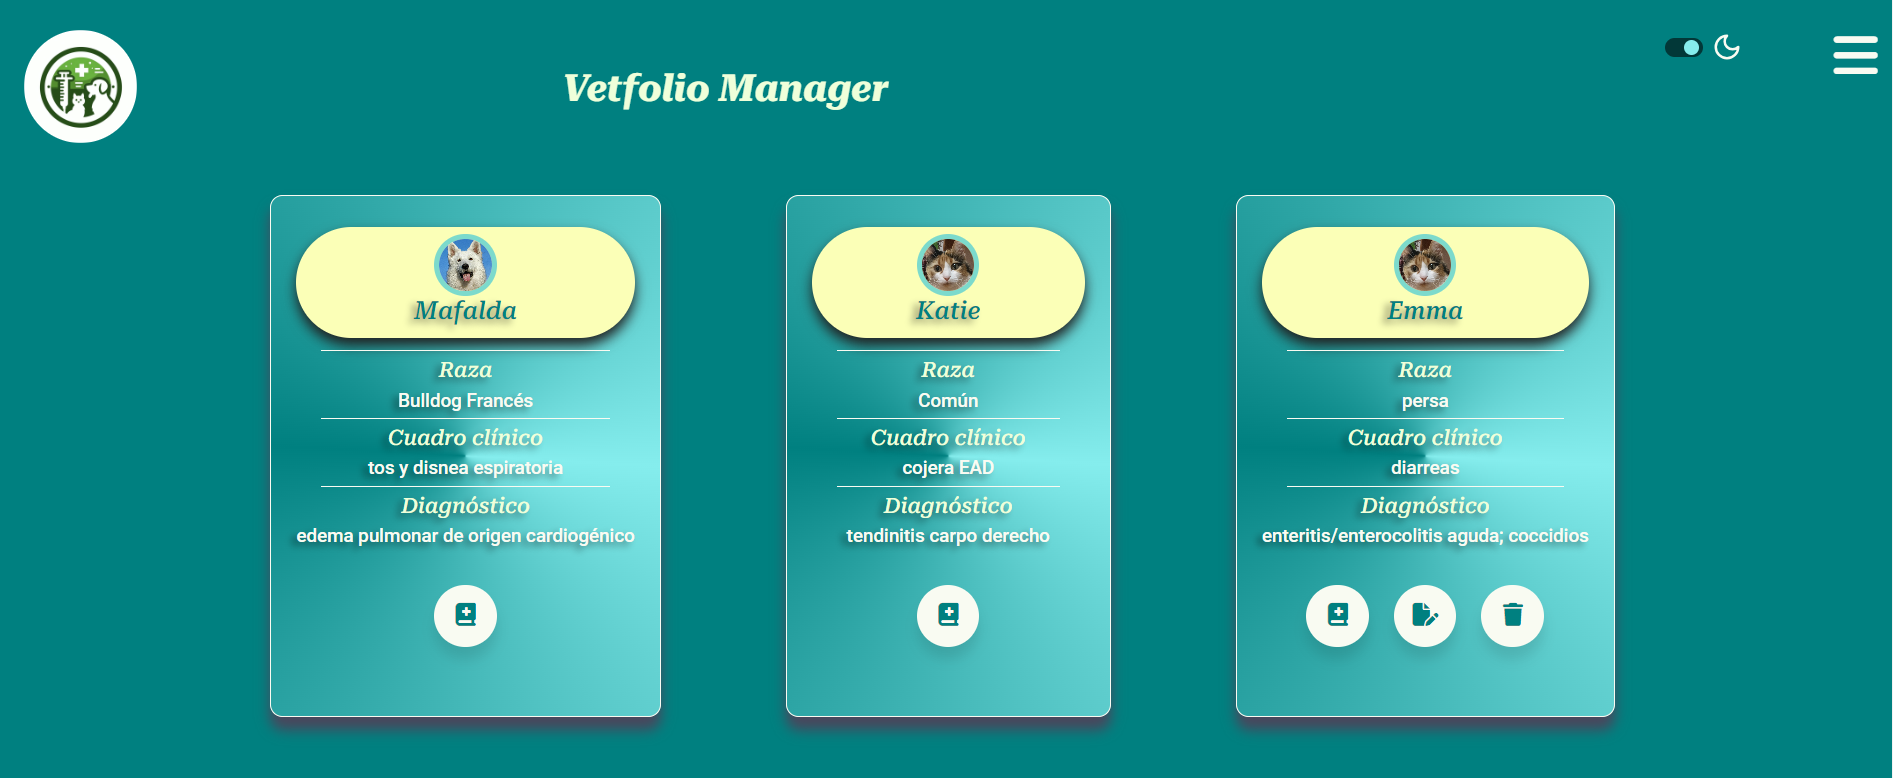 Vetfolio Manager
Mafalda
Raza
Bulldog Francés
Cuadro clínico
tos y disnea espiratoria
Diagnóstico
edema pulmonar de origen cardiogénico
Katie
Raza
Común
Cuadro clínico
cojera EAD
Diagnóstico
tendinitis carpo derecho
Emma
Raza
persa
Cuadro clínico
diarreas
Diagnóstico
enteritis/enterocolitis aguda; coccidios